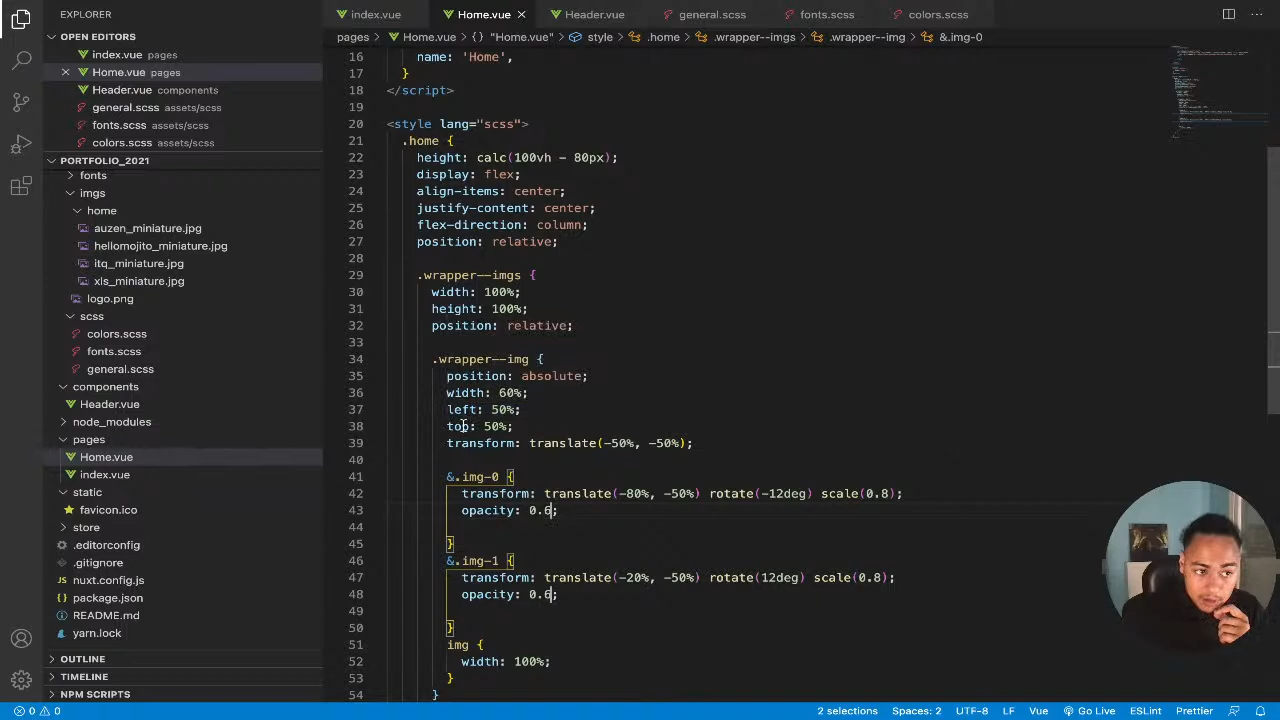 EXPLORER
OPEN EDITORS
index.vue pages
Home.vue pages
Header.vue components
general.scss assets/scss
fonts.scss assets/scss
colors.scss assets/scss
PORTFOLIO_2021
fonts
imgs
home
auzen_miniature.jpg
hellomojito_miniature.jpg
itq_miniature.jpg
xls_miniature.jpg
logo.png
scss
colors.scss
fonts.scss
general.scss
components
Header.vue
node_modules
pages
Home.vue
index.vue
static
favicon.ico
store
.editorconfig
.gitignore
nuxt.config.js
package.json
README.md
yarn.lock
OUTLINE
TIMELINE
NPM SCRIPTS
index.vue Home.vue Header.vue general.scss fonts.scss colors.scss
pages > Home.vue > {} "Home.vue" > style > .home > .wrapper--imgs > .wrapper--img > &.img-0
16 name: 'Home',
17 }
18 </script>
19
20 <style lang="scss">
21 .home {
22 height: calc(100vh - 80px);
23 display: flex;
24 align-items: center;
25 justify-content: center;
26 flex-direction: column;
27 position: relative;
28
29 .wrapper--imgs {
30 width: 100%;
31 height: 100%;
32 position: relative;
33
34 .wrapper--img {
35 position: absolute;
36 width: 60%;
37 left: 50%;
38 top: 50%;
39 transform: translate(-50%, -50%);
40
41 &.img-0 {
42 transform: translate(-80%, -50%) rotate(-12deg) scale(0.8);
43 opacity: 0.6;
44
45 }
46 &.img-1 {
47 transform: translate(-20%, -50%) rotate(12deg) scale(0.8);
48 opacity: 0.6;
49
50 }
51 img {
52 width: 100%;
53 }
54 }
0 0 2 selections Spaces: 2 UTF-8 LF Vue Go Live ESLint Prettier